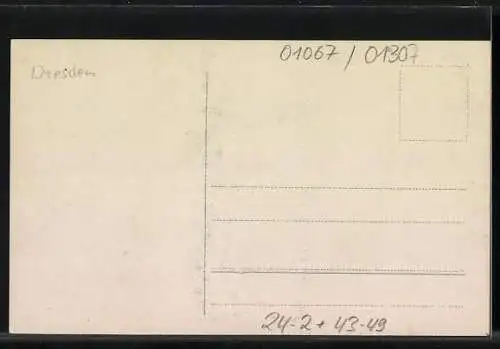 01067 / 01307
Dresden
24-2 + 43-49